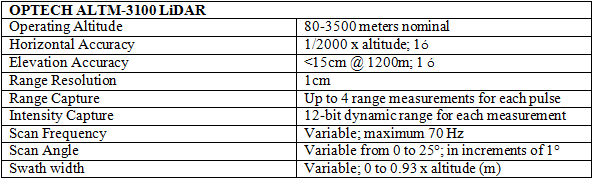 OPTECH ALTM-3100 LiDAR
Operating Altitude 80-3500 meters nominal
Horizontal Accuracy 1/2000 x altitude; 1ό
Elevation Accuracy <15cm @ 1200m; 1 ό
Range Resolution 1cm
Range Capture Up to 4 range measurements for each pulse
Intensity Capture 12-bit dynamic range for each measurement
Scan Frequency Variable; maximum 70 Hz
Scan Angle Variable from 0 to 25°; in increments of 1°
Swath width Variable; 0 to 0.93 x altitude (m)